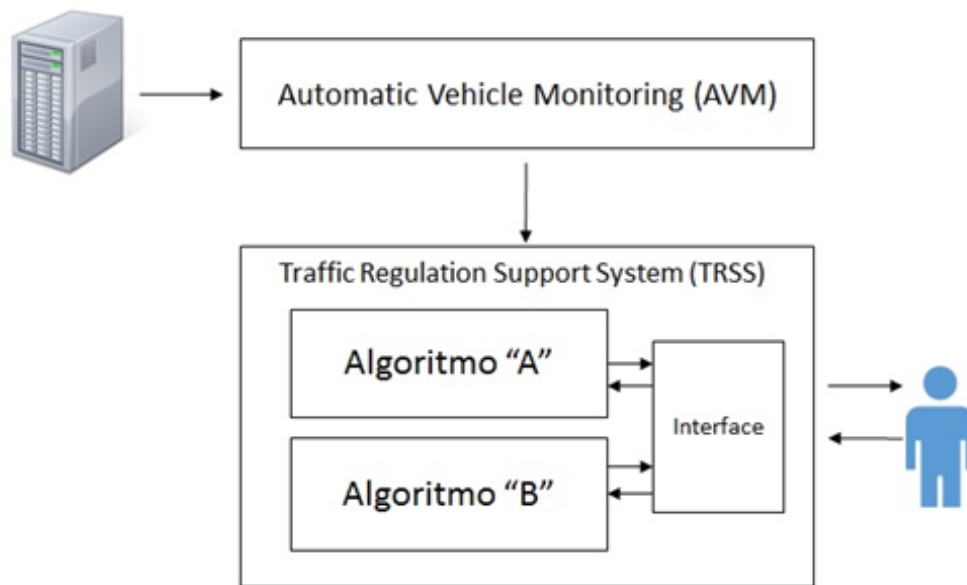 Automatic Vehicle Monitoring (AVM)
Traffic Regulation Support System (TRSS)
Algoritmo “A”
Interface
Algoritmo “B”